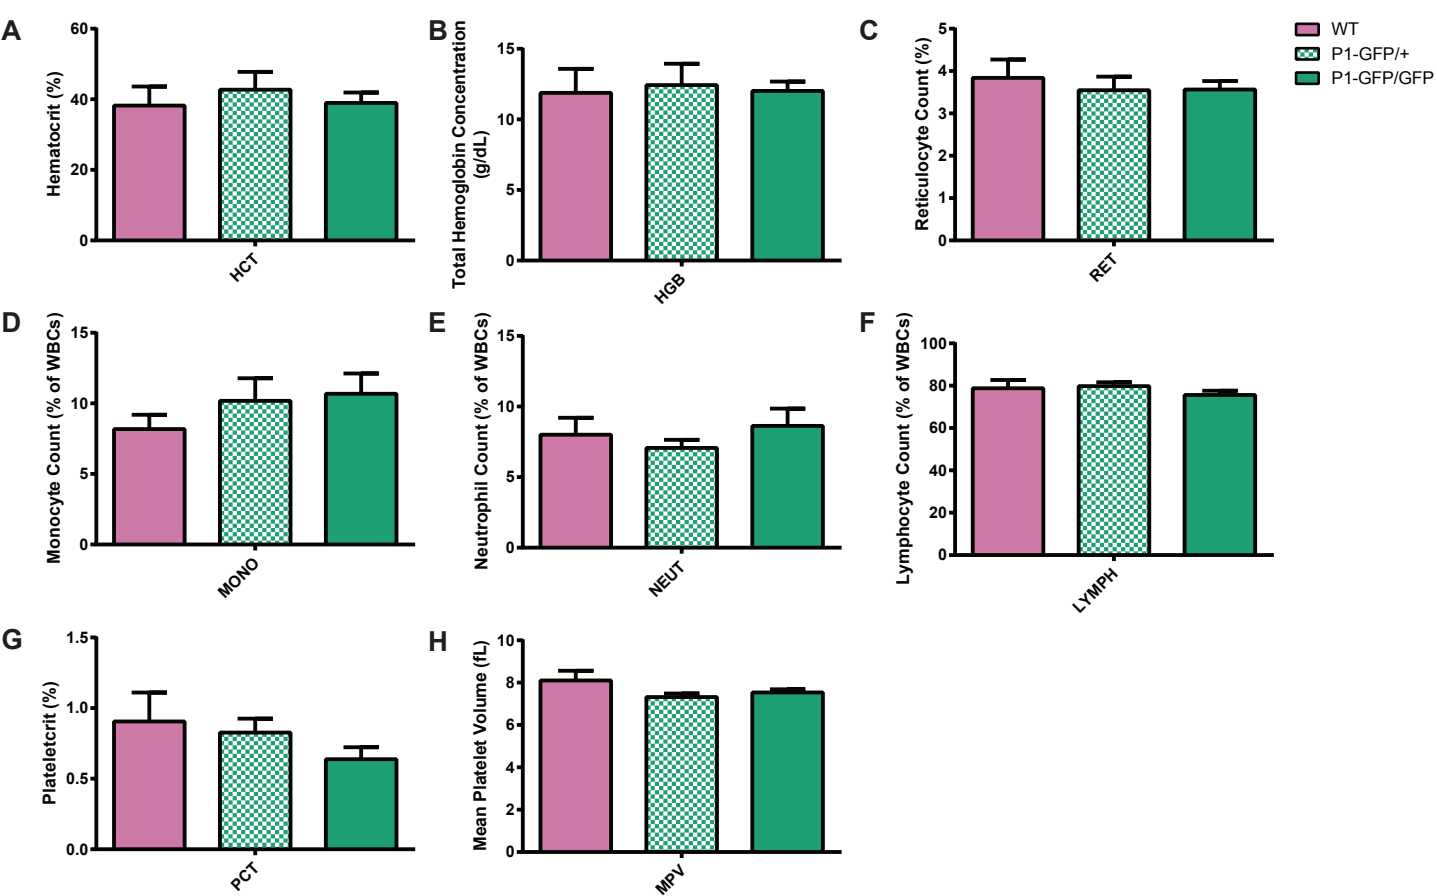 A
Hematocrit (%)
60
40
20
0
HCT
B
Total Hemoglobin Concentration
(g/dL)
15
10
5
0
HGB
C
Reticulocyte Count (%)
5
4
3
2
1
0
RET
WT
P1-GFP/+
P1-GFP/GFP
D
Monocyte Count (% of WBCs)
15
10
5
0
MONO
E
Neutrophil Count (% of WBCs)
15
10
5
0
NEUT
F
Lymphocyte Count (% of WBCs)
100
80
60
40
20
0
LYMPH
G
Plateletcrit (%)
1.5
1.0
0.5
0.0
PCT
H
Mean Platelet Volume (fL)
10
8
6
4
2
0
MPV